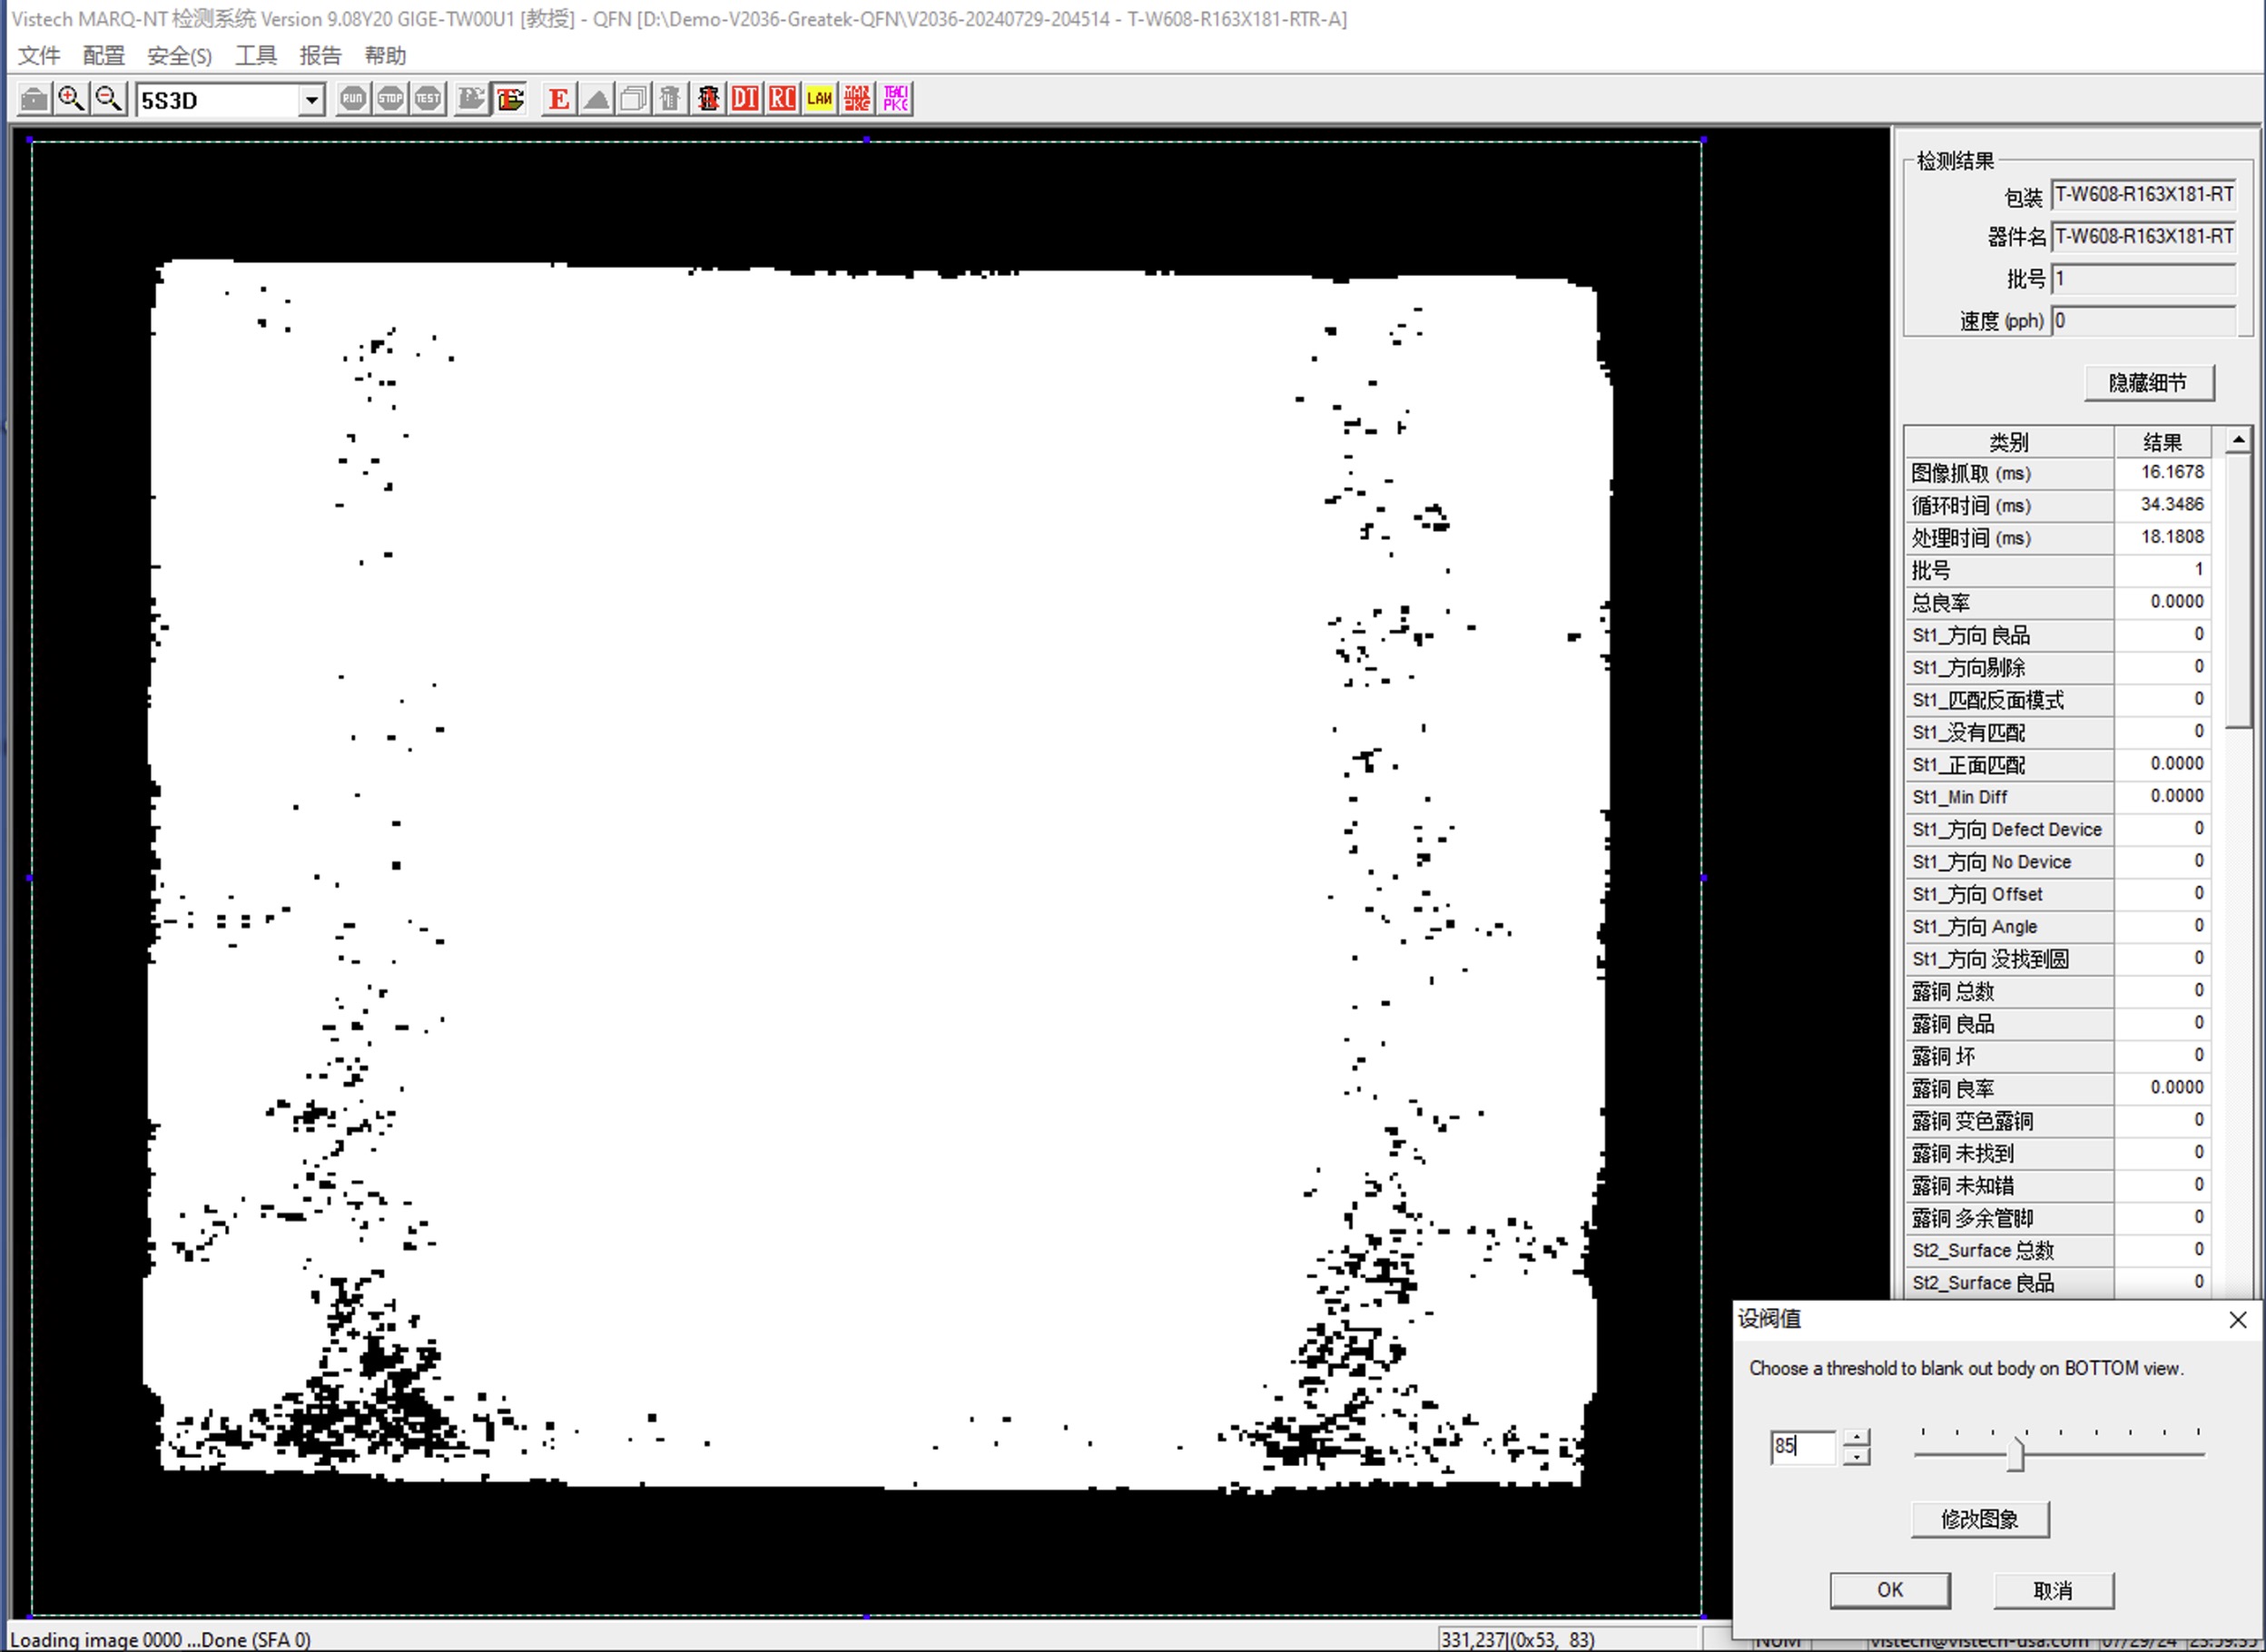 Vistech MARQ-NT 检测系统 Version 9.08Y20 GIGE-TW00U1 [教授] - QFN [D:\Demo-V2036-Greatek-QFN\V2036-20240729-204514 - T-W608-R163X181-RTR-A]
文件 配置 安全(S) 工具 报告 帮助
5S3D RUN STOP TEST E DT RC LAW TEACH PKG
检测结果
包装 T-W608-R163X181-RT
器件名 T-W608-R163X181-RT
批号 1
速度 (pph) 0
隐藏细节
类别 结果
图像抓取 (ms) 16.1678
循环时间 (ms) 34.3486
处理时间 (ms) 18.1808
批号 1
总良率 0.0000
St1_方向 良品 0
St1_方向剔除 0
St1_匹配反面模式 0
St1_没有匹配 0
St1_正面匹配 0.0000
St1_Min Diff 0.0000
St1_方向 Defect Device 0
St1_方向 No Device 0
St1_方向 Offset 0
St1_方向 Angle 0
St1_方向 没找到圆 0
露铜 总数 0
露铜 良品 0
露铜 坏 0
露铜 良率 0.0000
露铜 变色露铜 0
露铜 未找到 0
露铜 未知错 0
露铜 多余管脚 0
St2_Surface 总数 0
St2_Surface 良品 0
设阀值
Choose a threshold to blank out body on BOTTOM view.
85
修改图象
OK 取消
Loading image 0000 ...Done (SFA 0) 331,237|(0x53, 83) NUM vistech@vistech-usa.com 07/29/24